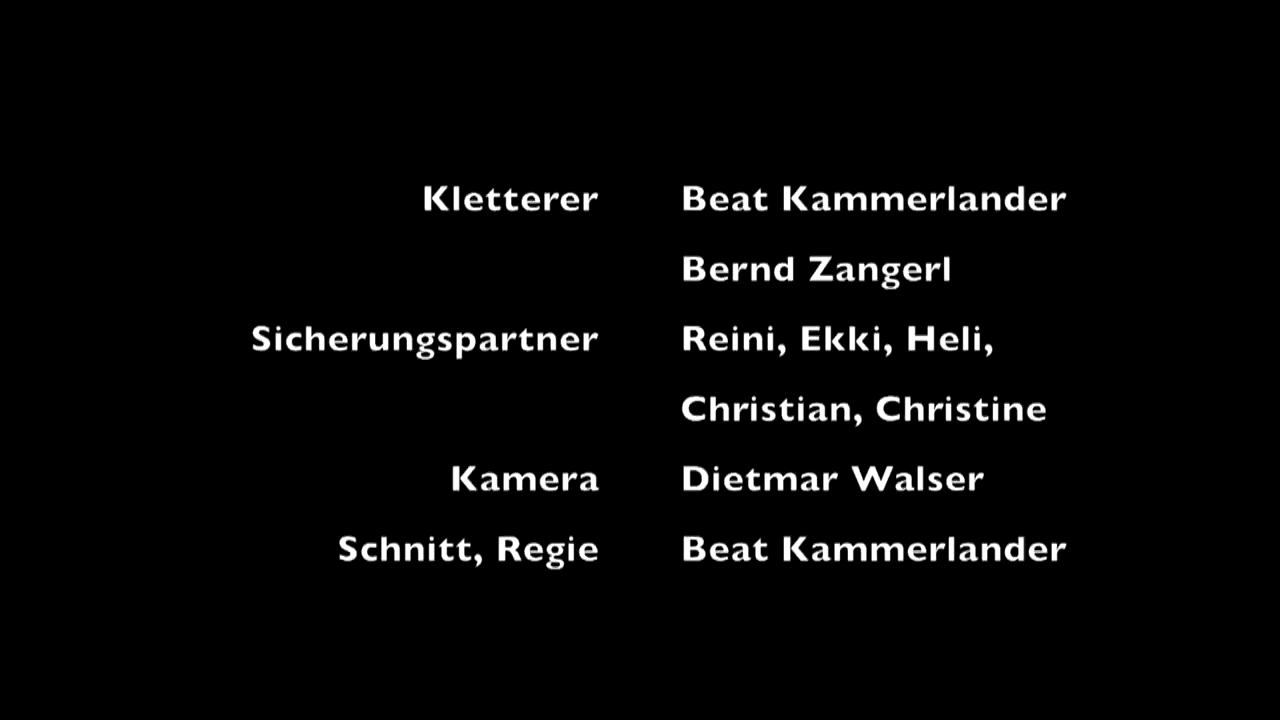 Kletterer Beat Kammerlander
Bernd Zangerl
Sicherungspartner Reini, Ekki, Heli,
Christian, Christine
Kamera Dietmar Walser
Schnitt, Regie Beat Kammerlander